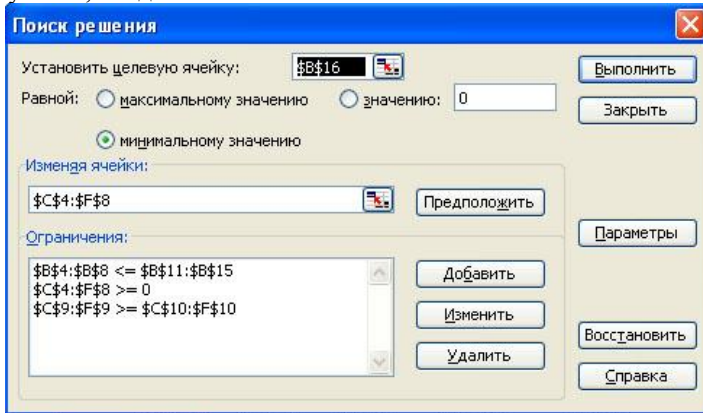 Поиск решения
Установить целевую ячейку: $B$16 Выполнить
Равной: максимальному значению значению: 0 Закрыть
минимальному значению
Изменяя ячейки:
$C$4:$F$8 Предположить
Параметры
Ограничения:
$B$4:$B$8 <= $B$11:$B$15 Добавить
$C$4:$F$8 >= 0
$C$9:$F$9 >= $C$10:$F$10 Изменить
Восстановить
Удалить
Справка